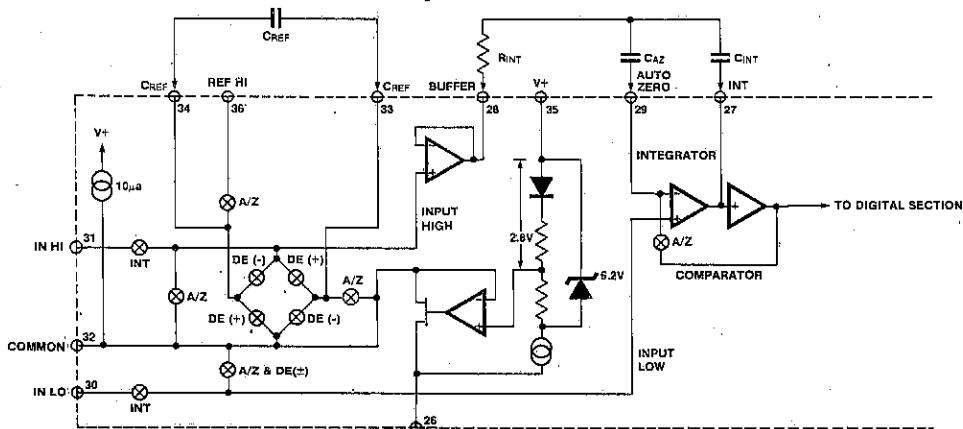 CREF
RINT
CAZ
CINT
CREF
REF HI
CREF
BUFFER
V+
AUTO
ZERO
INT
34
36
33
28
35
29
27
V+
10µa
A/Z
INTEGRATOR
TO DIGITAL SECTION
INPUT
HIGH
2.8V
A/Z
COMPARATOR
IN HI
31
INT
DE (-)
DE (+)
A/Z
A/Z
6.2V
DE (+)
DE (-)
COMMON
32
A/Z & DE(±)
INPUT
LOW
IN LO
30
INT
26